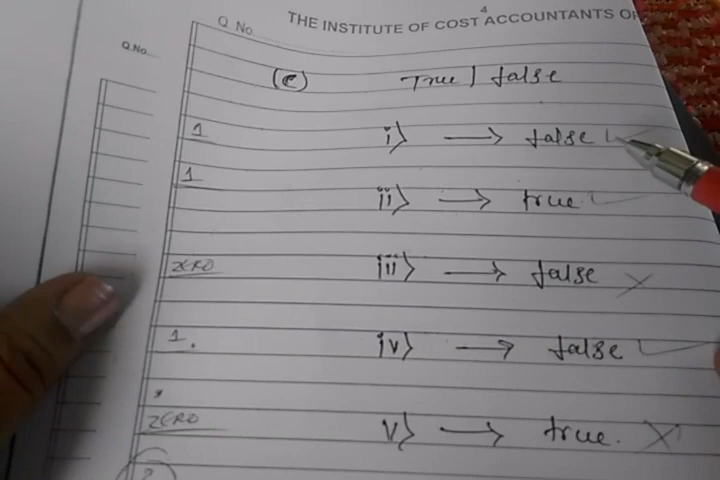 4
THE INSTITUTE OF COST ACCOUNTANTS OF
Q.No...
Q No.
(c) True / false
1 i) → false
1 ii) → true
ZERO iii) → false
1. iv) → false
ZERO v) → true.